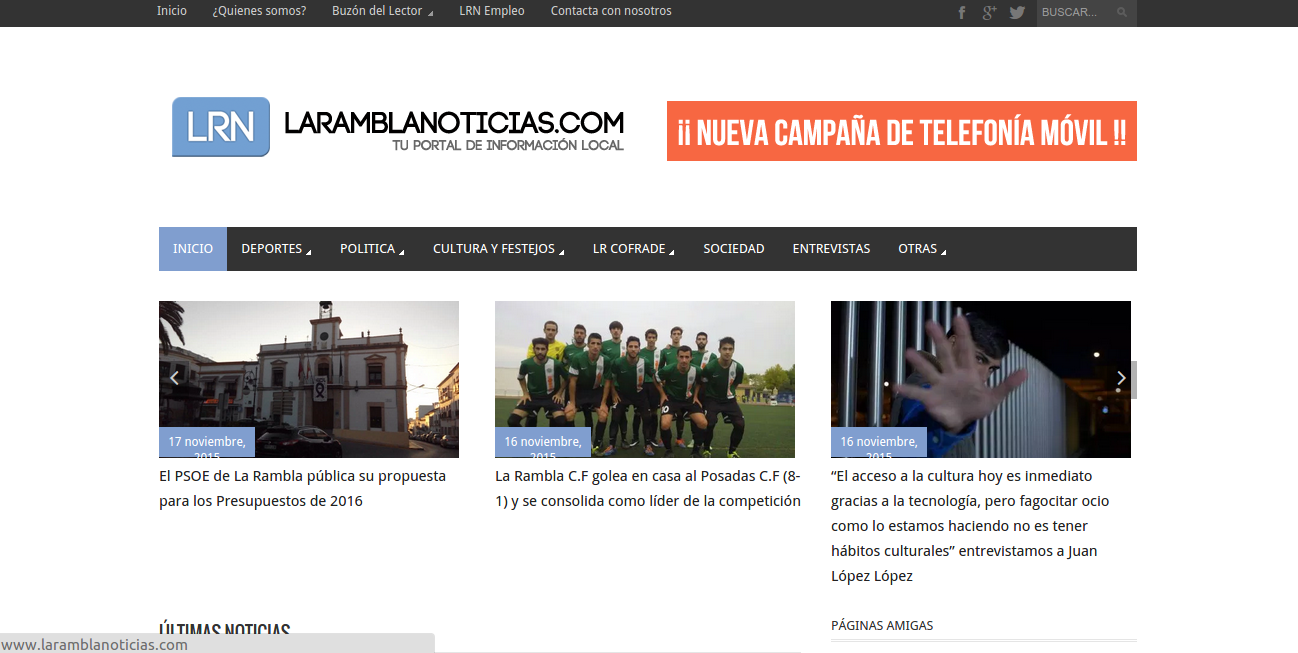 Inicio ¿Quienes somos? Buzón del Lector LRN Empleo Contacta con nosotros BUSCAR...
LRN LARAMBLANOTICIAS.COM
TU PORTAL DE INFORMACIÓN LOCAL
¡¡ NUEVA CAMPAÑA DE TELEFONÍA MÓVIL !!
INICIO DEPORTES POLITICA CULTURA Y FESTEJOS LR COFRADE SOCIEDAD ENTREVISTAS OTRAS
17 noviembre,
2015
El PSOE de La Rambla pública su propuesta
para los Presupuestos de 2016
16 noviembre,
2015
La Rambla C.F golea en casa al Posadas C.F (8-
1) y se consolida como líder de la competición
16 noviembre,
2015
“El acceso a la cultura hoy es inmediato
gracias a la tecnología, pero fagocitar ocio
como lo estamos haciendo no es tener
hábitos culturales” entrevistamos a Juan
López López
ÚLTIMAS NOTICIAS
PÁGINAS AMIGAS
www.laramblanoticias.com